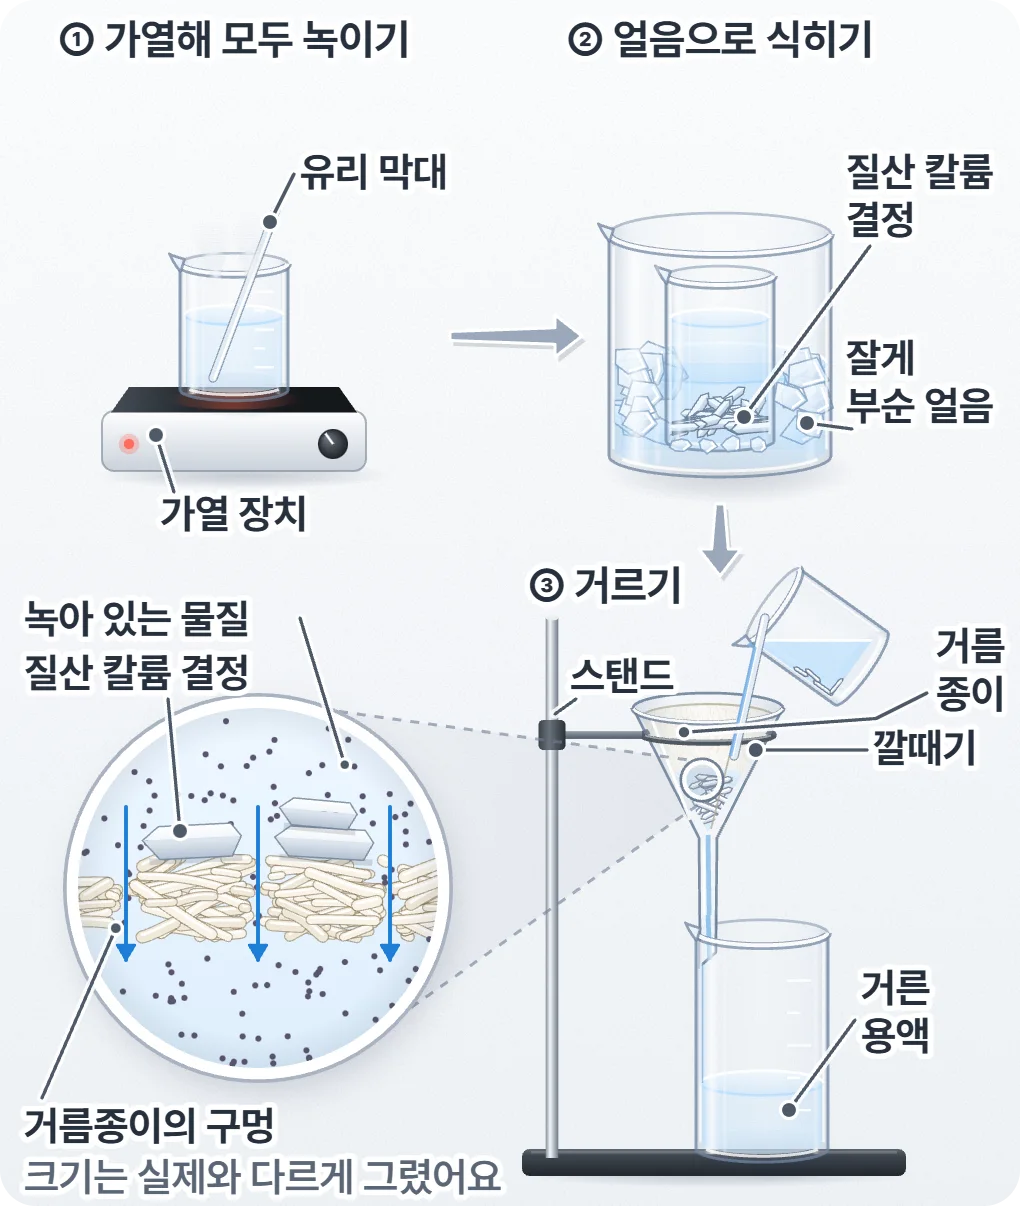 ① 가열해 모두 녹이기
② 얼음으로 식히기
유리 막대
가열 장치
질산 칼륨
결정
잘게
부순 얼음
③ 거르기
스탠드
거름
종이
깔때기
거른
용액
녹아 있는 물질
질산 칼륨 결정
거름종이의 구멍
크기는 실제와 다르게 그렸어요